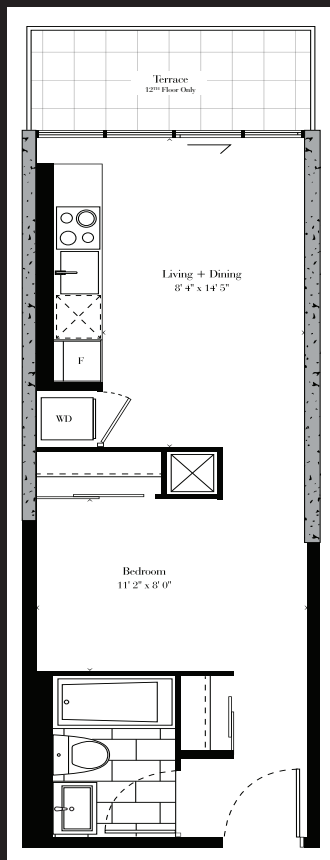 Terrace
12TH Floor Only
Living + Dining
8' 4" x 14' 5"
F
WD
Bedroom
11' 2" x 8' 0"